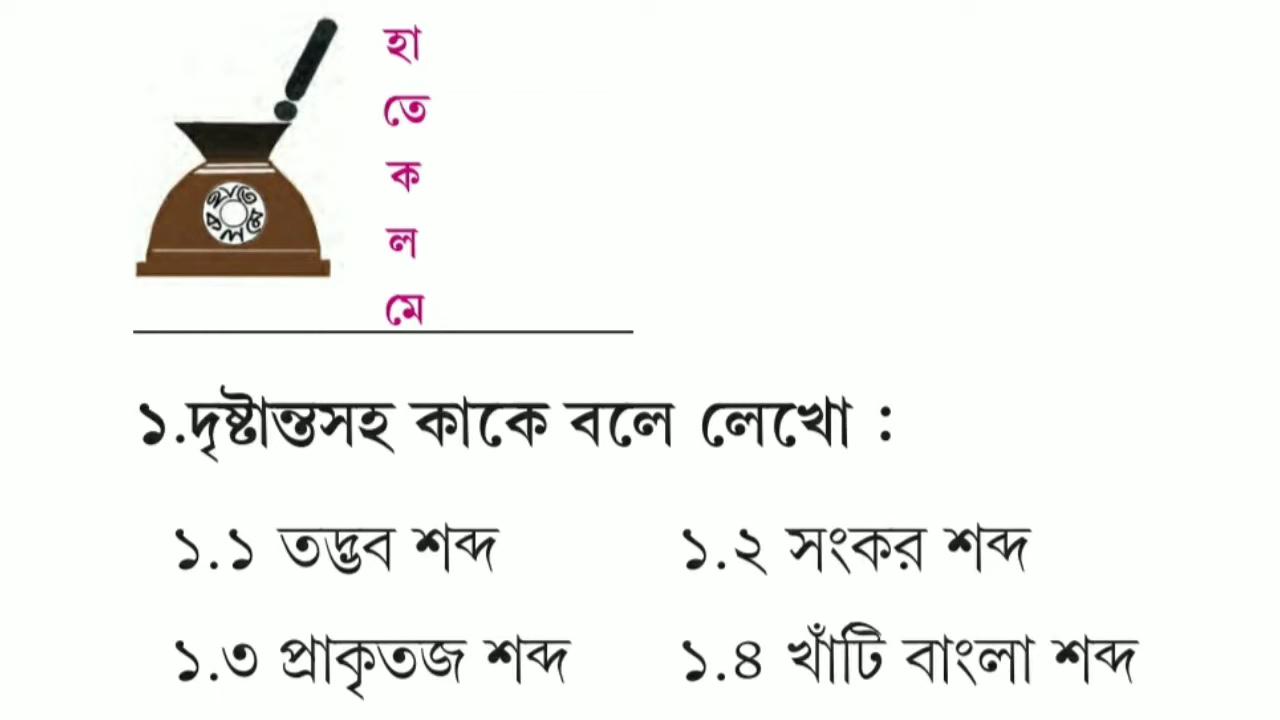 হা
তে
ক
ল
মে
হাতে কলমে
১.দৃষ্টান্তসহ কাকে বলে লেখো :
১.১ তদ্ভব শব্দ ১.২ সংকর শব্দ
১.৩ প্রাকৃতজ শব্দ ১.৪ খাঁটি বাংলা শব্দ